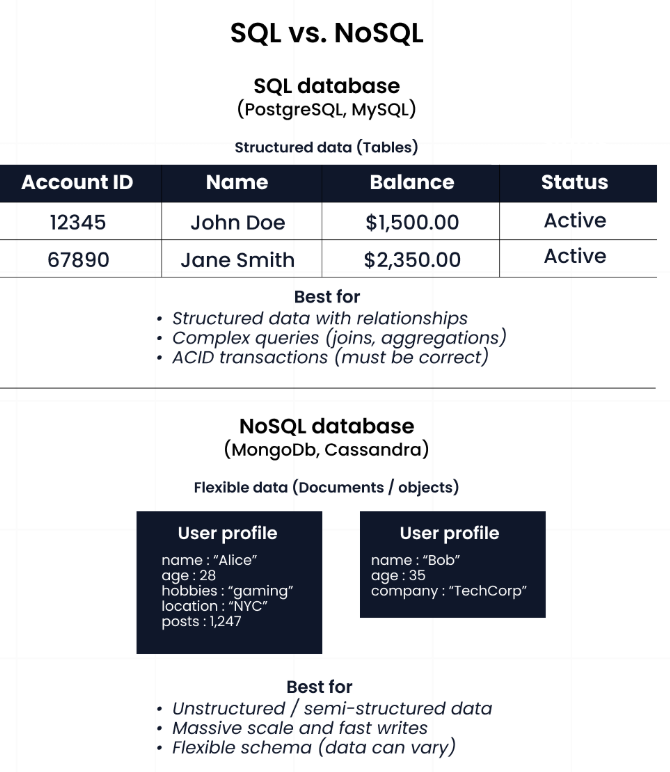 SQL vs. NoSQL
SQL database
(PostgreSQL, MySQL)
Structured data (Tables)
Account ID Name Balance Status
12345 John Doe $1,500.00 Active
67890 Jane Smith $2,350.00 Active
Best for
• Structured data with relationships
• Complex queries (joins, aggregations)
• ACID transactions (must be correct)
NoSQL database
(MongoDb, Cassandra)
Flexible data (Documents / objects)
User profile
name : “Alice”
age : 28
hobbies : “gaming”
location : “NYC”
posts : 1,247
User profile
name : “Bob”
age : 35
company : “TechCorp”
Best for
• Unstructured / semi-structured data
• Massive scale and fast writes
• Flexible schema (data can vary)